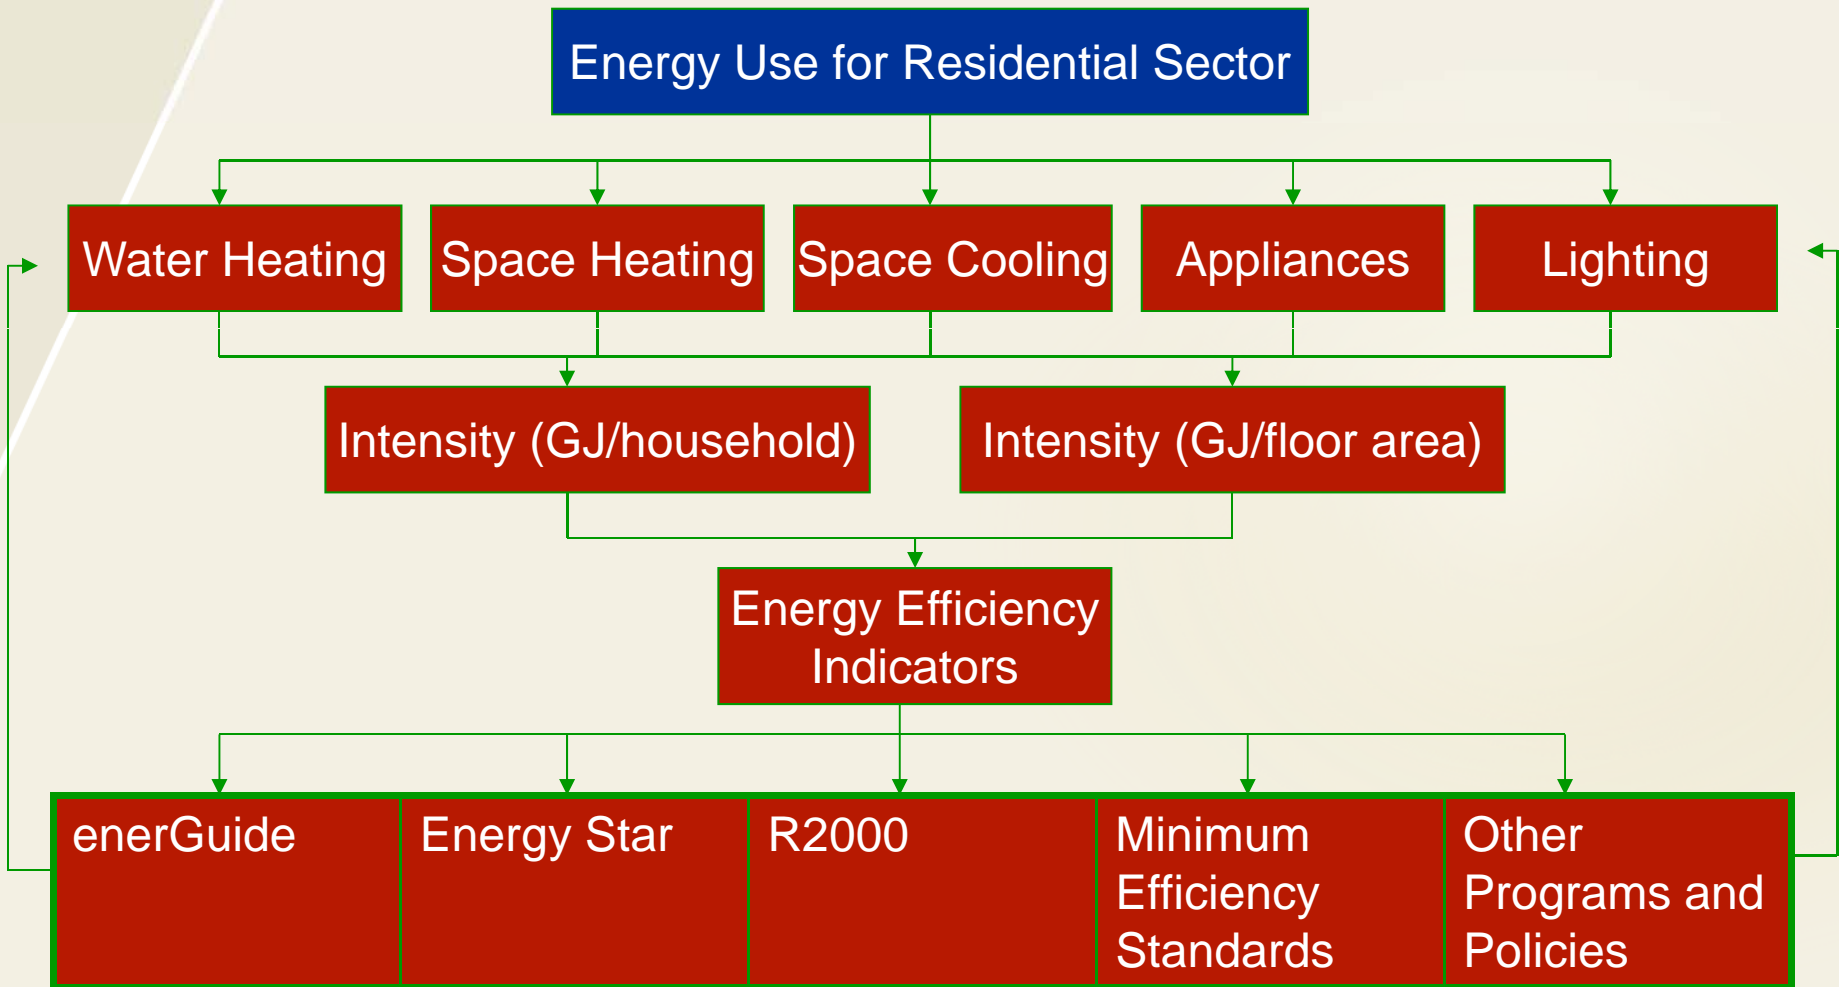 Energy Use for Residential Sector
Water Heating
Space Heating
Space Cooling
Appliances
Lighting
Intensity (GJ/household)
Intensity (GJ/floor area)
Energy Efficiency
Indicators
enerGuide
Energy Star
R2000
Minimum
Efficiency
Standards
Other
Programs and
Policies